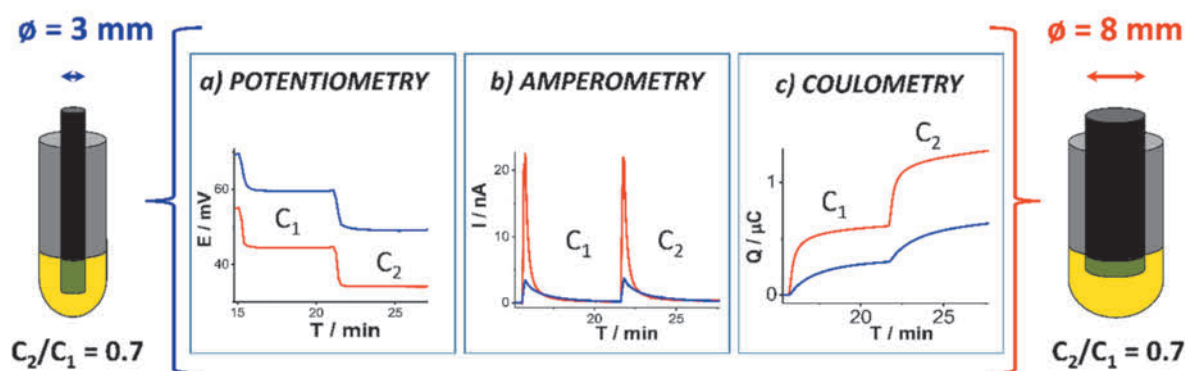 ø = 3 mm
ø = 8 mm
a) POTENTIOMETRY
b) AMPEROMETRY
c) COULOMETRY
E / mV
60
40
C₁
C₂
15
20
25
T / min
I / nA
20
10
0
C₁
C₂
20
25
T / min
Q / µC
1
0
C₁
C₂
20
25
T / min
C₂/C₁ = 0.7
C₂/C₁ = 0.7